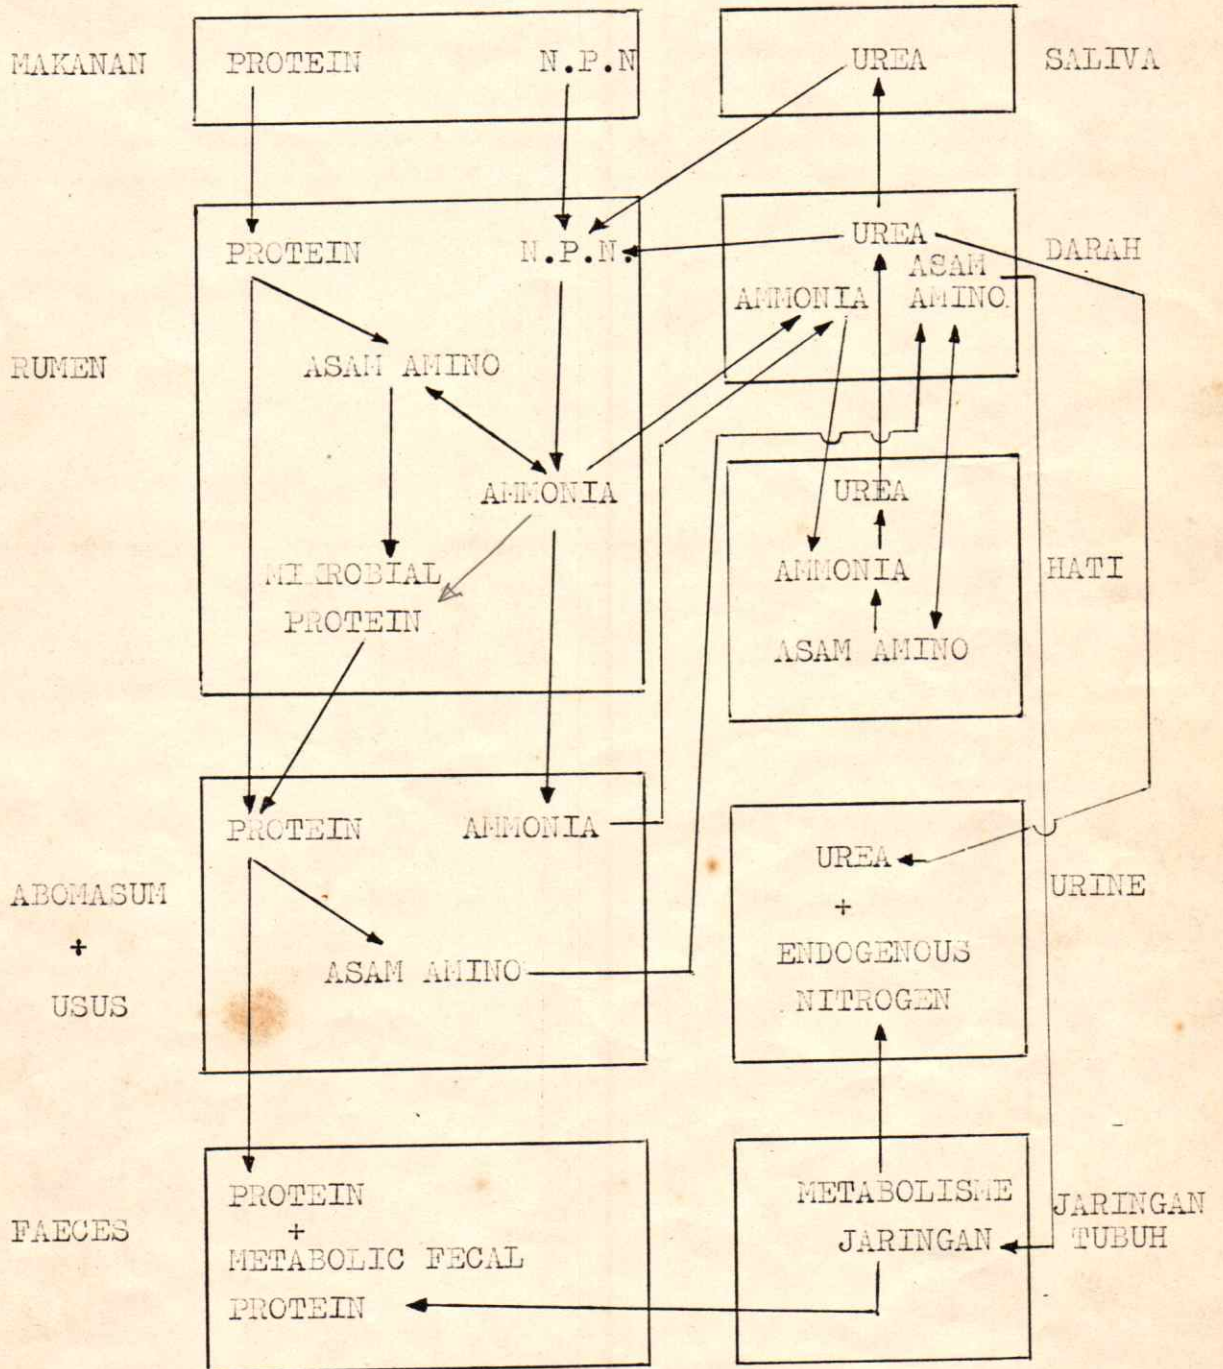 MAKANAN
PROTEIN N.P.N
UREA
SALIVA
RUMEN
PROTEIN N.P.N.
ASAM AMINO
AMMONIA
MIKROBIAL
PROTEIN
UREA
ASAM
AMMONIA AMINO
DARAH
UREA
AMMONIA
ASAM AMINO
HATI
ABOMASUM
+
USUS
PROTEIN AMMONIA
ASAM AMINO
UREA
+
ENDOGENOUS
NITROGEN
URINE
FAECES
PROTEIN
+
METABOLIC FECAL
PROTEIN
METABOLISME
JARINGAN
JARINGAN
TUBUH